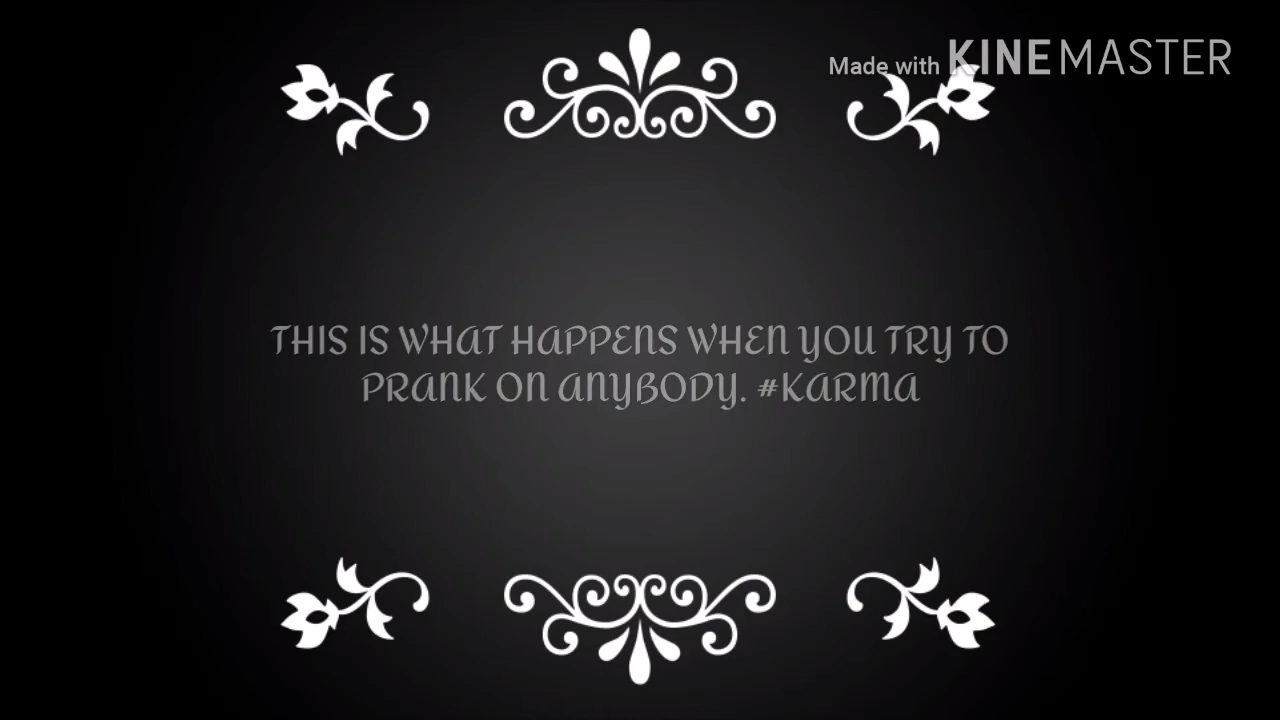 Made with KINEMASTER
THIS IS WHAT HAPPENS WHEN YOU TRY TO
PRANK ON ANYBODY. #KARMA